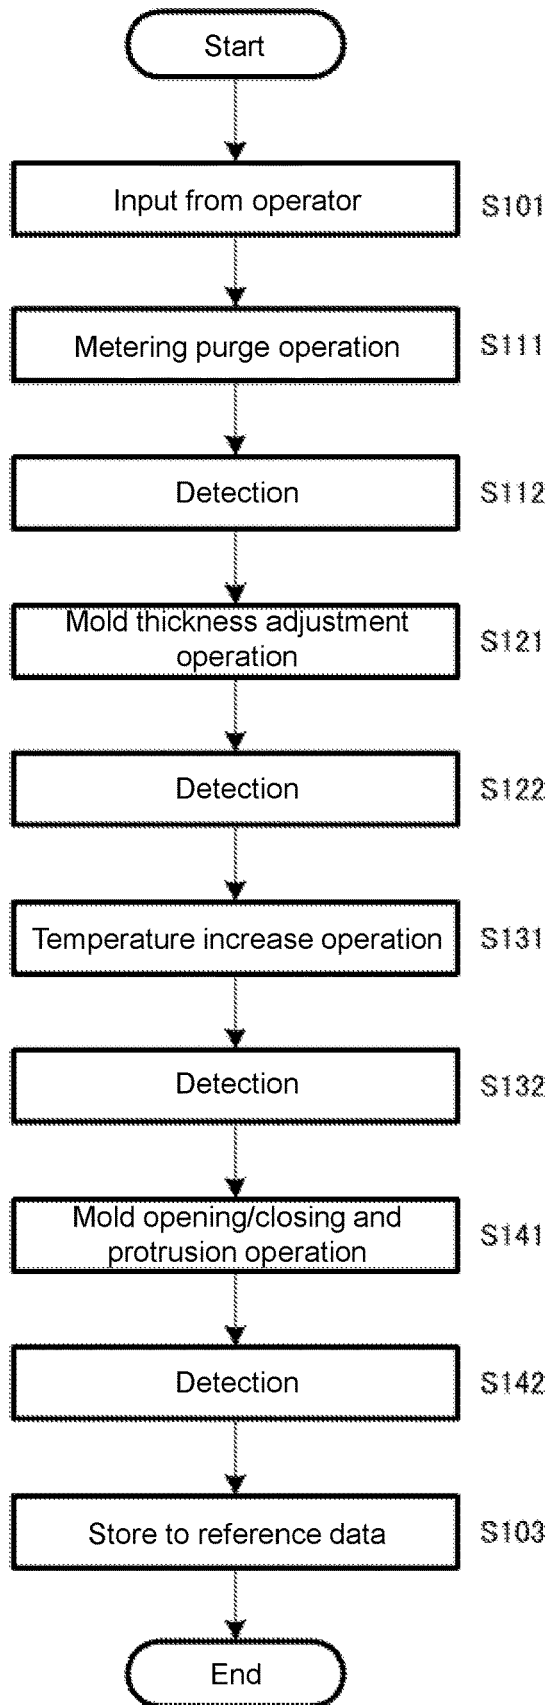 Start
Input from operator
S101
Metering purge operation
S111
Detection
S112
Mold thickness adjustment
operation
S121
Detection
S122
Temperature increase operation
S131
Detection
S132
Mold opening/closing and
protrusion operation
S141
Detection
S142
Store to reference data
S103
End